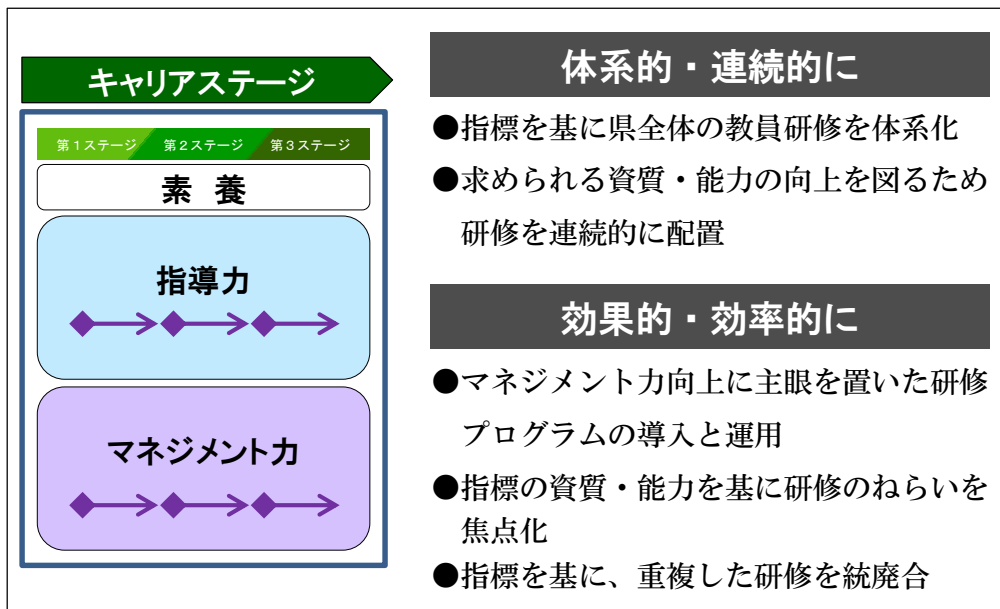 キャリアステージ
第1ステージ 第2ステージ 第3ステージ
素 養
指導力
マネジメント力
体系的・連続的に
●指標を基に県全体の教員研修を体系化
●求められる資質・能力の向上を図るため
研修を連続的に配置
効果的・効率的に
●マネジメント力向上に主眼を置いた研修
プログラムの導入と運用
●指標の資質・能力を基に研修のねらいを
焦点化
●指標を基に、重複した研修を統廃合